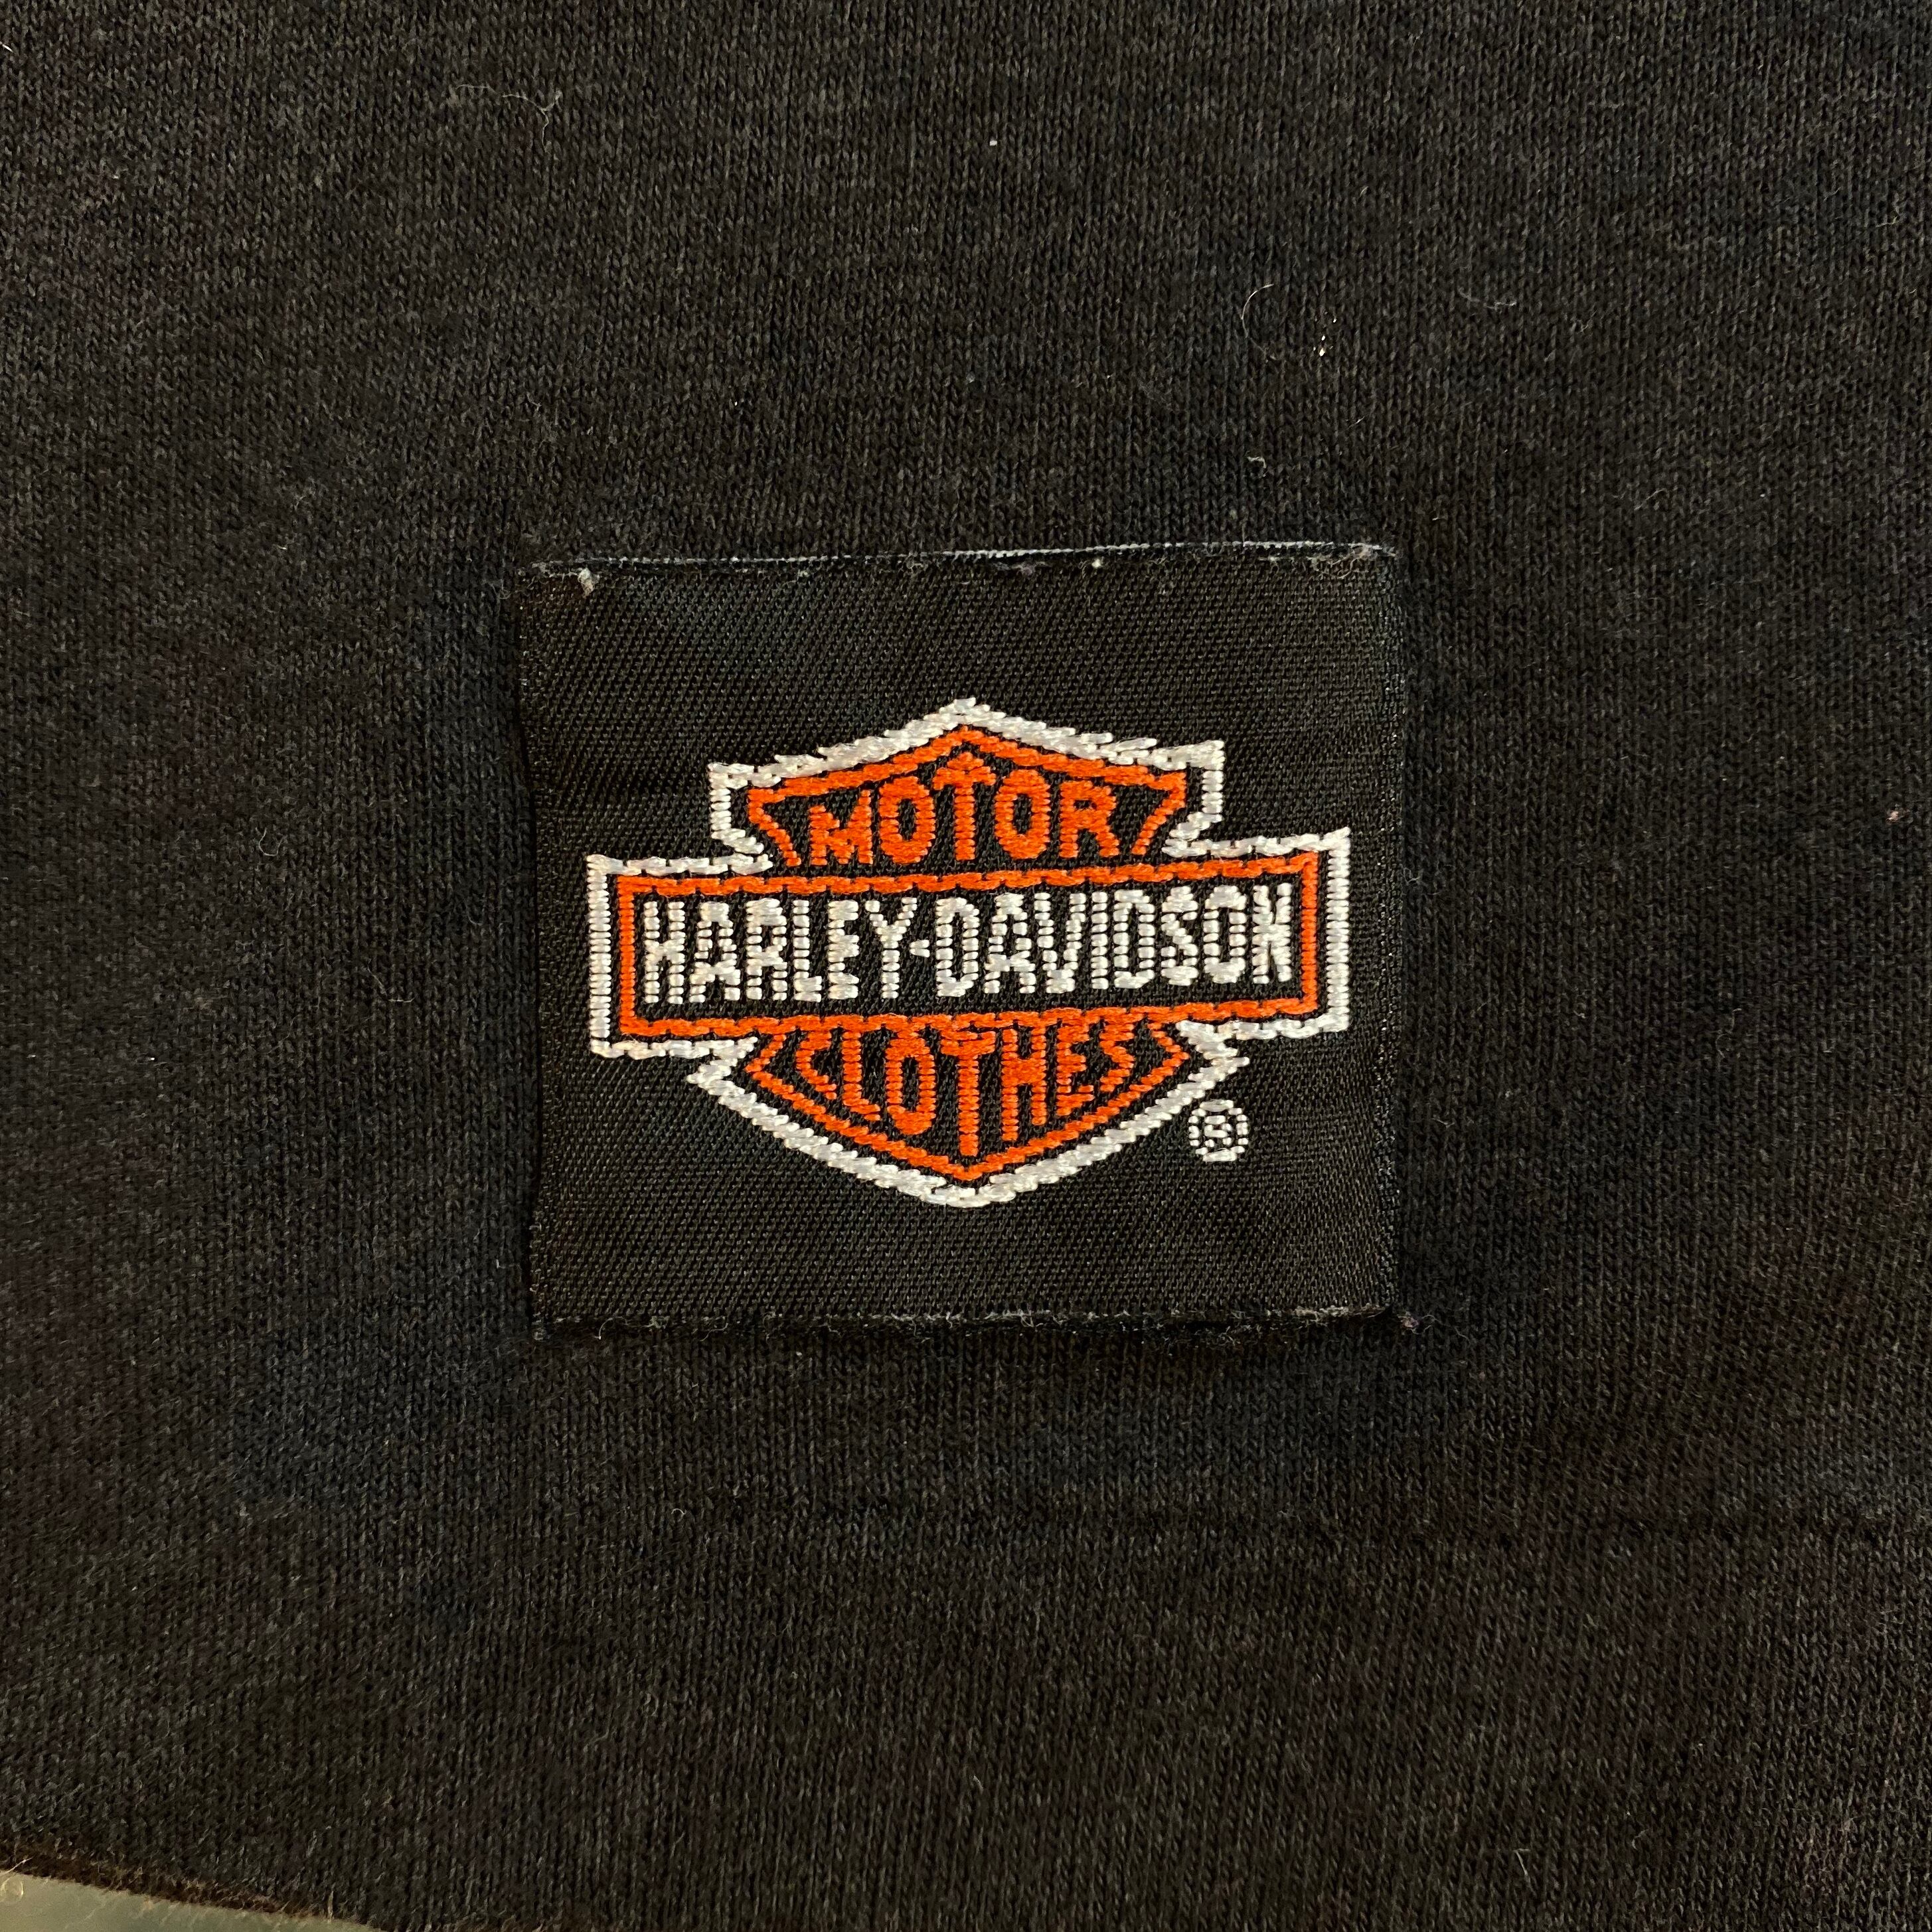 MOTOR
HARLEY-DAVIDSON
CLOTHES
®